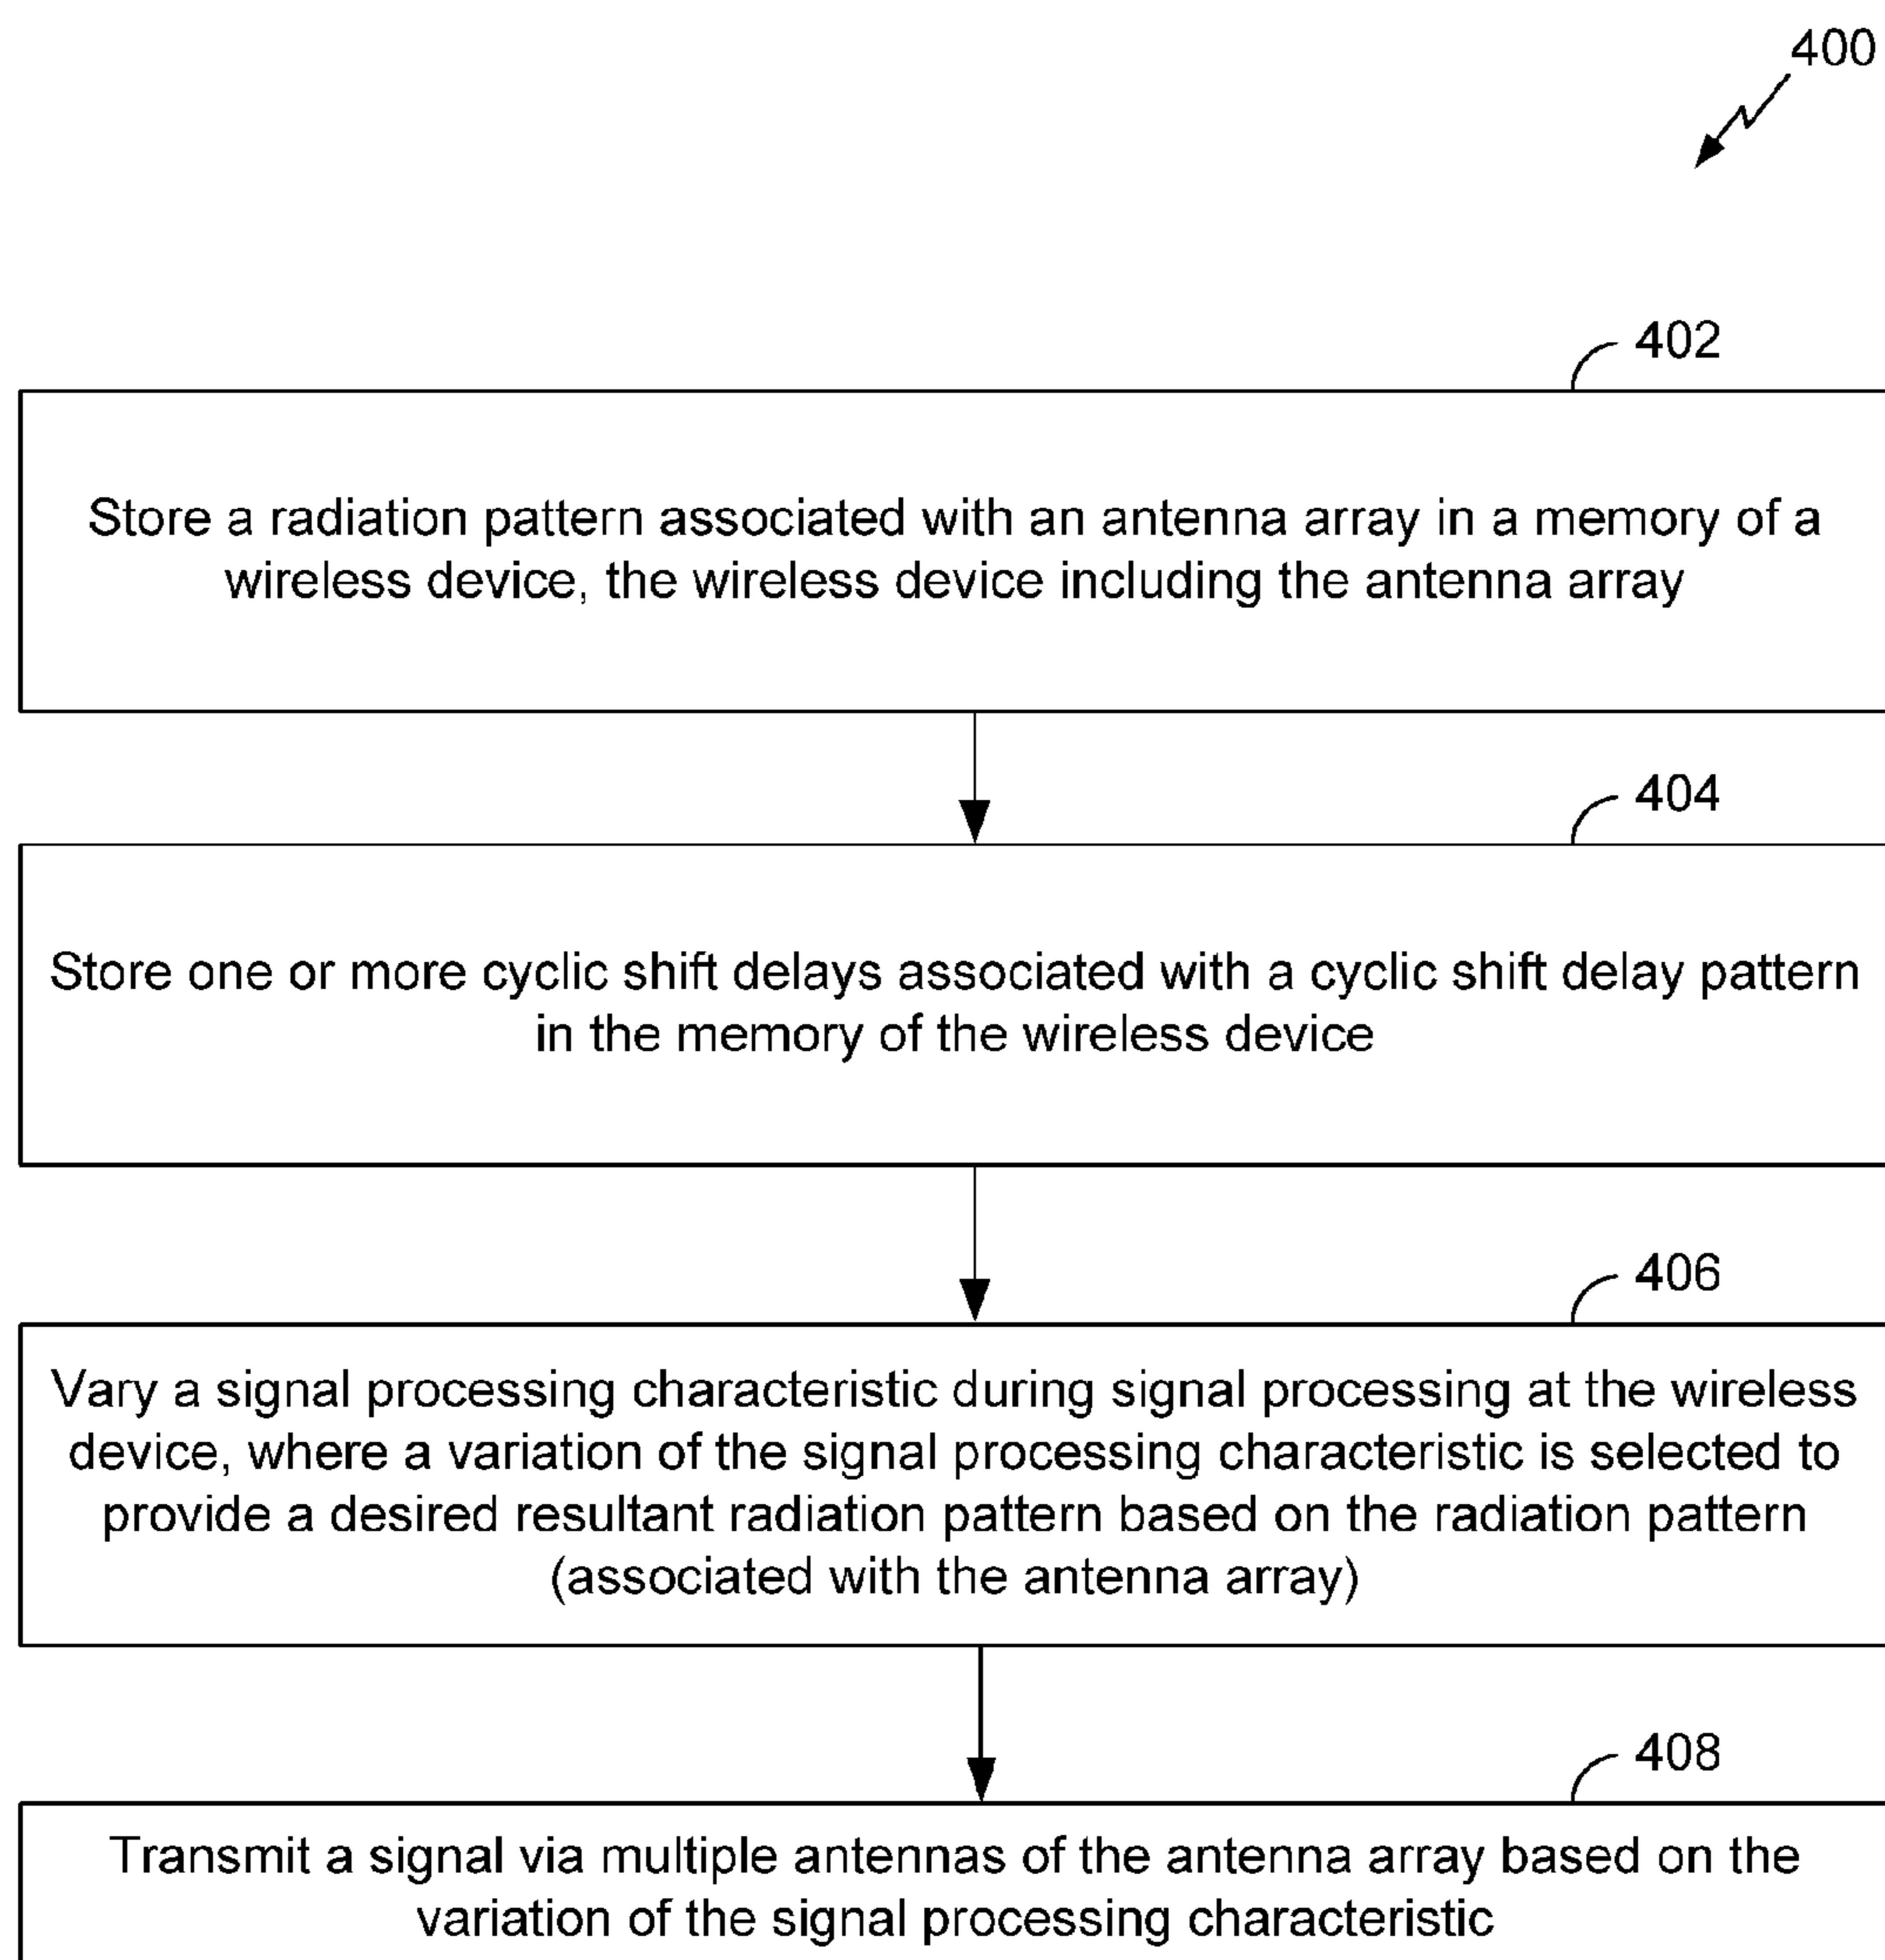 400
402
Store a radiation pattern associated with an antenna array in a memory of a
wireless device, the wireless device including the antenna array
404
Store one or more cyclic shift delays associated with a cyclic shift delay pattern
in the memory of the wireless device
406
Vary a signal processing characteristic during signal processing at the wireless
device, where a variation of the signal processing characteristic is selected to
provide a desired resultant radiation pattern based on the radiation pattern
(associated with the antenna array)
408
Transmit a signal via multiple antennas of the antenna array based on the
variation of the signal processing characteristic